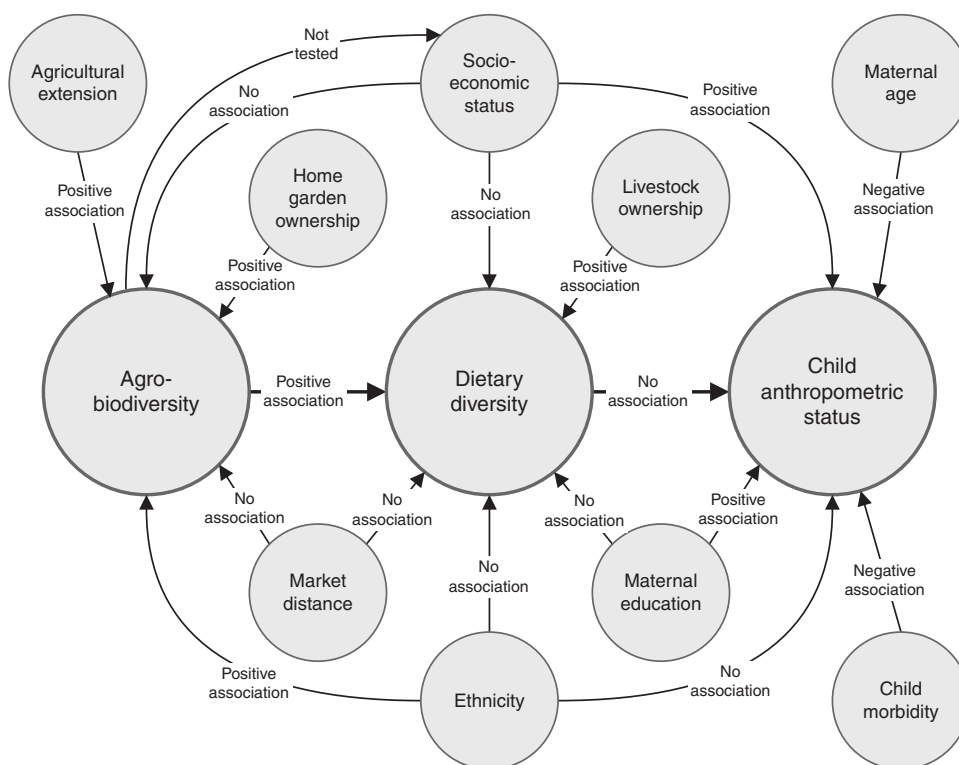 Not
tested
Agricultural
extension
Socio-
economic
status
Maternal
age
No
association
Positive
association
Home
garden
ownership
No
association
Livestock
ownership
Positive
association
Negative
association
Positive
association
Positive
association
Agro-
biodiversity
Positive
association
Dietary
diversity
No
association
Child
anthropometric
status
No
association
No
association
No
association
Positive
association
Market
distance
No
association
Maternal
education
Negative
association
Positive
association
Ethnicity
No
association
Child
morbidity